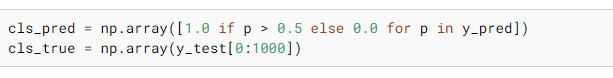 cls_pred = np.array([1.0 if p > 0.5 else 0.0 for p in y_pred])
cls_true = np.array(y_test[0:1000])